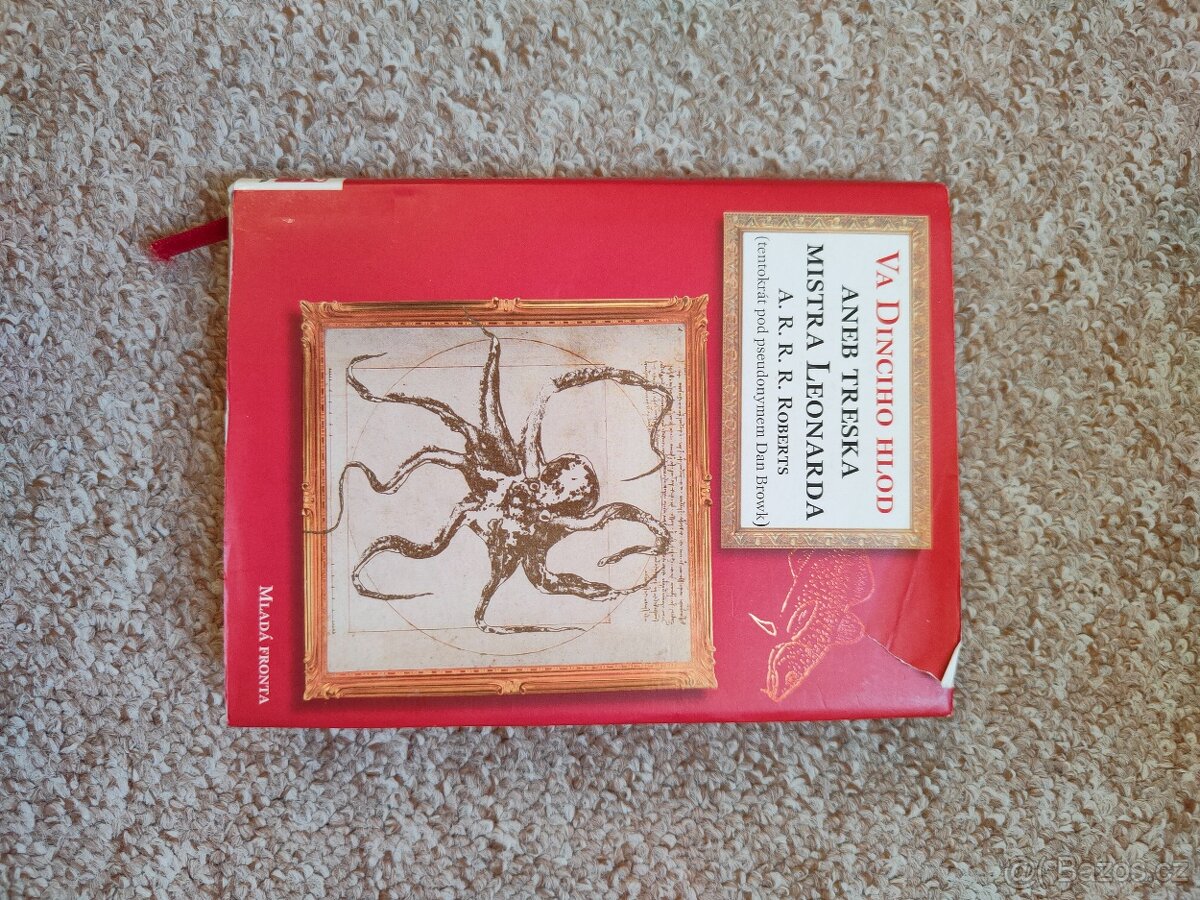 VA DINCIHO HLOD
ANEB TRESKA
MISTRA LEONARDA
A. R. R. R. ROBERTS
(tentokrát pod pseudonymem Dan Browk)
MLADÁ FRONTA
Bazos.cz